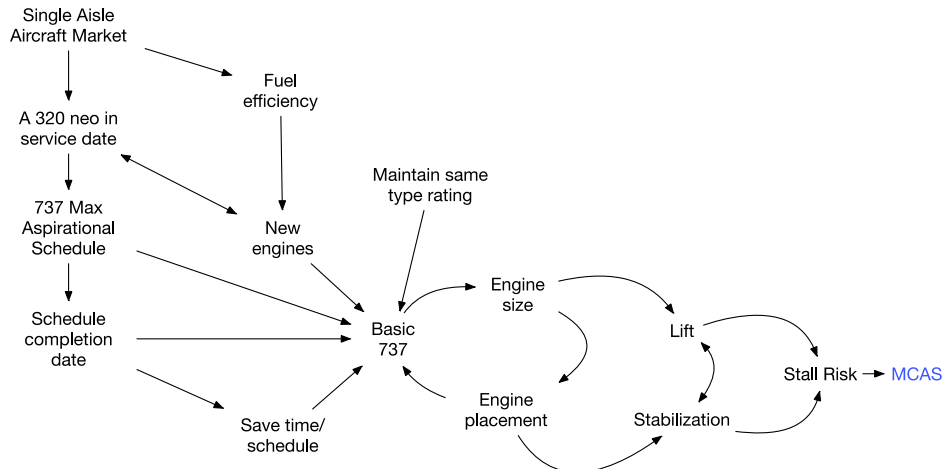 Single Aisle
Aircraft Market
Fuel
efficiency
A 320 neo in
service date
Maintain same
type rating
737 Max
Aspirational
Schedule
New
engines
Engine
size
Schedule
completion
date
Basic
737
Lift
Stall Risk
MCAS
Engine
placement
Stabilization
Save time/
schedule